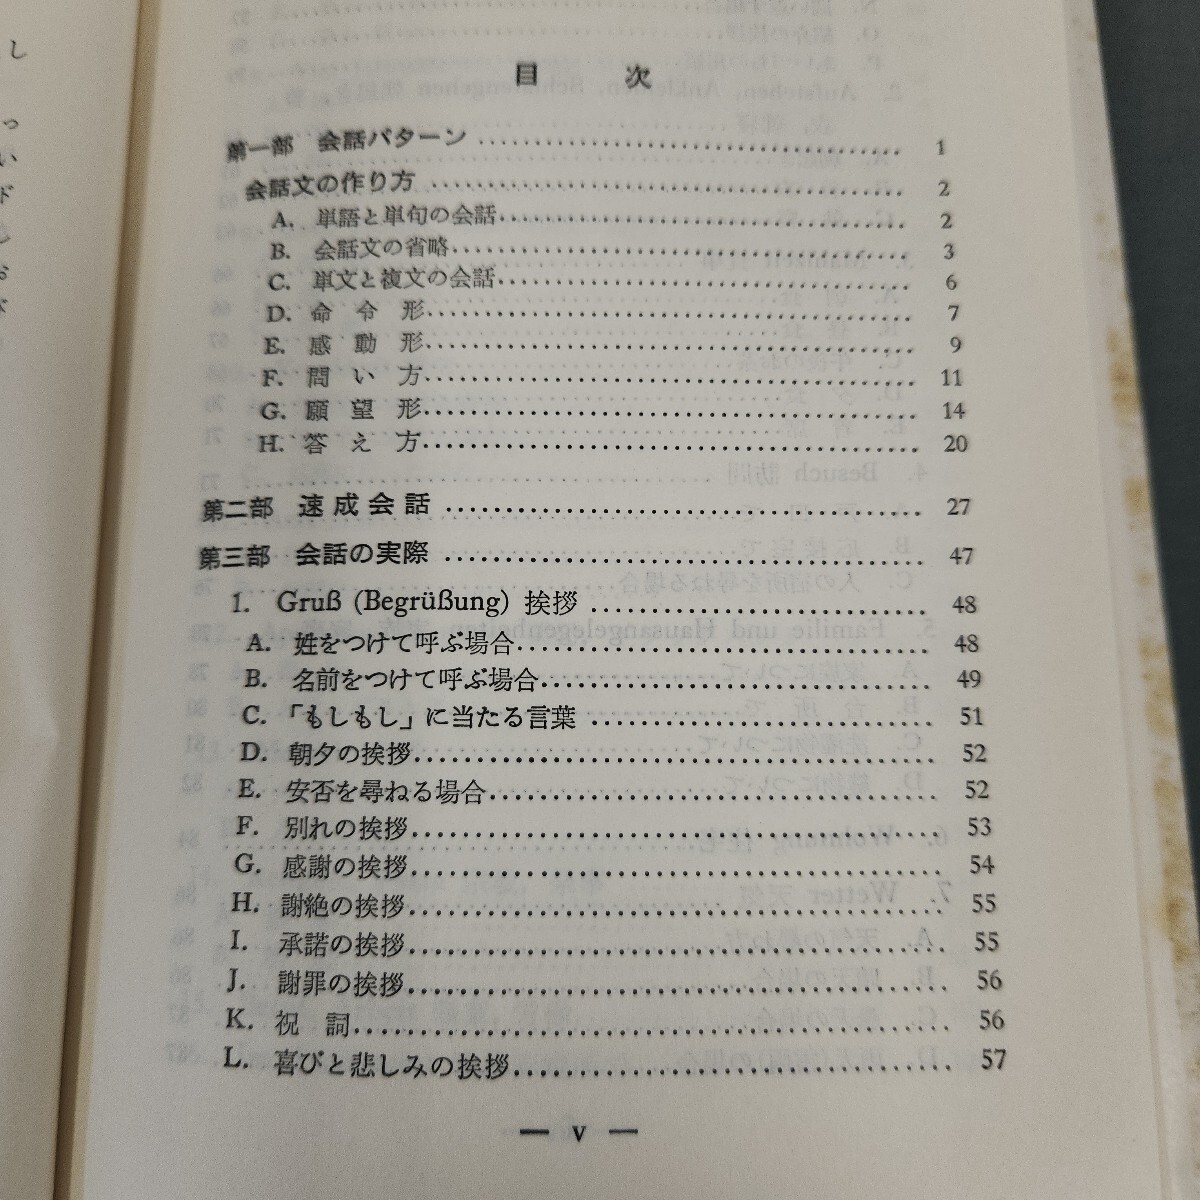 目 次
第一部 会話パターン ........ 1
会話文の作り方 ........ 2
A. 単語と単句の会話........ 2
B. 会話文の省略........ 3
C. 単文と複文の会話........ 6
D. 命 令 形........ 7
E. 感 動 形........ 9
F. 問 い 方........ 11
G. 願 望 形........ 14
H. 答 え 方........ 20
第二部 速成会話 ........ 27
第三部 会話の実際 ........ 47
1. Gruß (Begrüßung) 挨拶 ........ 48
A. 姓をつけて呼ぶ場合........ 48
B. 名前をつけて呼ぶ場合........ 49
C. 「もしもし」に当たる言葉 ........ 51
D. 朝夕の挨拶........ 52
E. 安否を尋ねる場合........ 52
F. 別れの挨拶........ 53
G. 感謝の挨拶........ 54
H. 謝絶の挨拶........ 55
I. 承諾の挨拶........ 55
J. 謝罪の挨拶........ 56
K. 祝 詞........ 56
L. 喜びと悲しみの挨拶........ 57
— v —